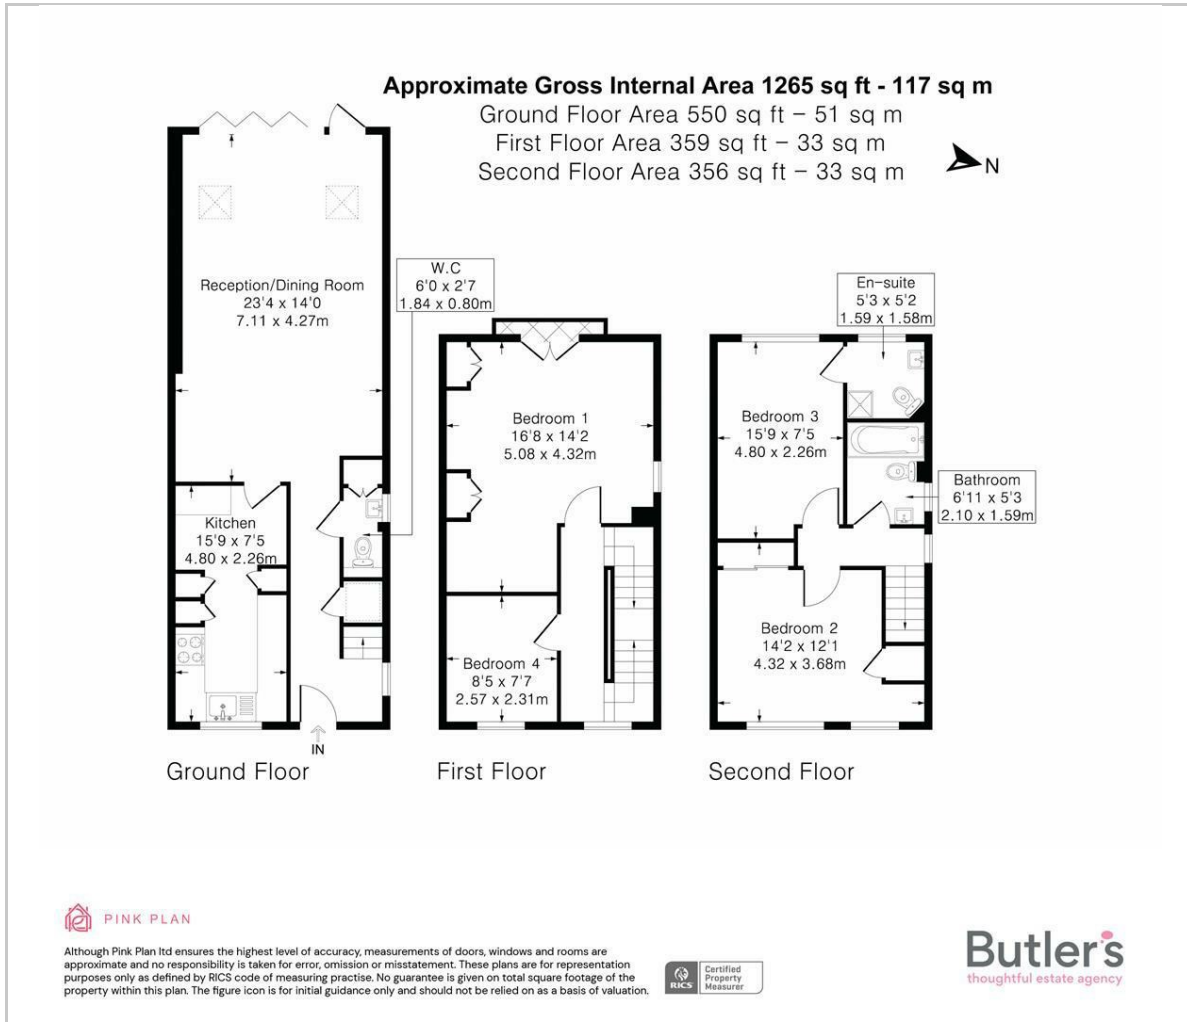 Approximate Gross Internal Area 1265 sq ft - 117 sq m
Ground Floor Area 550 sq ft – 51 sq m
First Floor Area 359 sq ft – 33 sq m
Second Floor Area 356 sq ft – 33 sq m
N
Reception/Dining Room
23'4 x 14'0
7.11 x 4.27m
W.C
6'0 x 2'7
1.84 x 0.80m
Kitchen
15'9 x 7'5
4.80 x 2.26m
IN
Ground Floor
Bedroom 1
16'8 x 14'2
5.08 x 4.32m
Bedroom 4
8'5 x 7'7
2.57 x 2.31m
First Floor
En-suite
5'3 x 5'2
1.59 x 1.58m
Bedroom 3
15'9 x 7'5
4.80 x 2.26m
Bathroom
6'11 x 5'3
2.10 x 1.59m
Bedroom 2
14'2 x 12'1
4.32 x 3.68m
Second Floor
PINK PLAN
Although Pink Plan ltd ensures the highest level of accuracy, measurements of doors, windows and rooms are
approximate and no responsibility is taken for error, omission or misstatement. These plans are for representation
purposes only as defined by RICS code of measuring practise. No guarantee is given on total square footage of the
property within this plan. The figure icon is for initial guidance only and should not be relied on as a basis of valuation.
RICS
Certified
Property
Measurer
Butler's
thoughtful estate agency